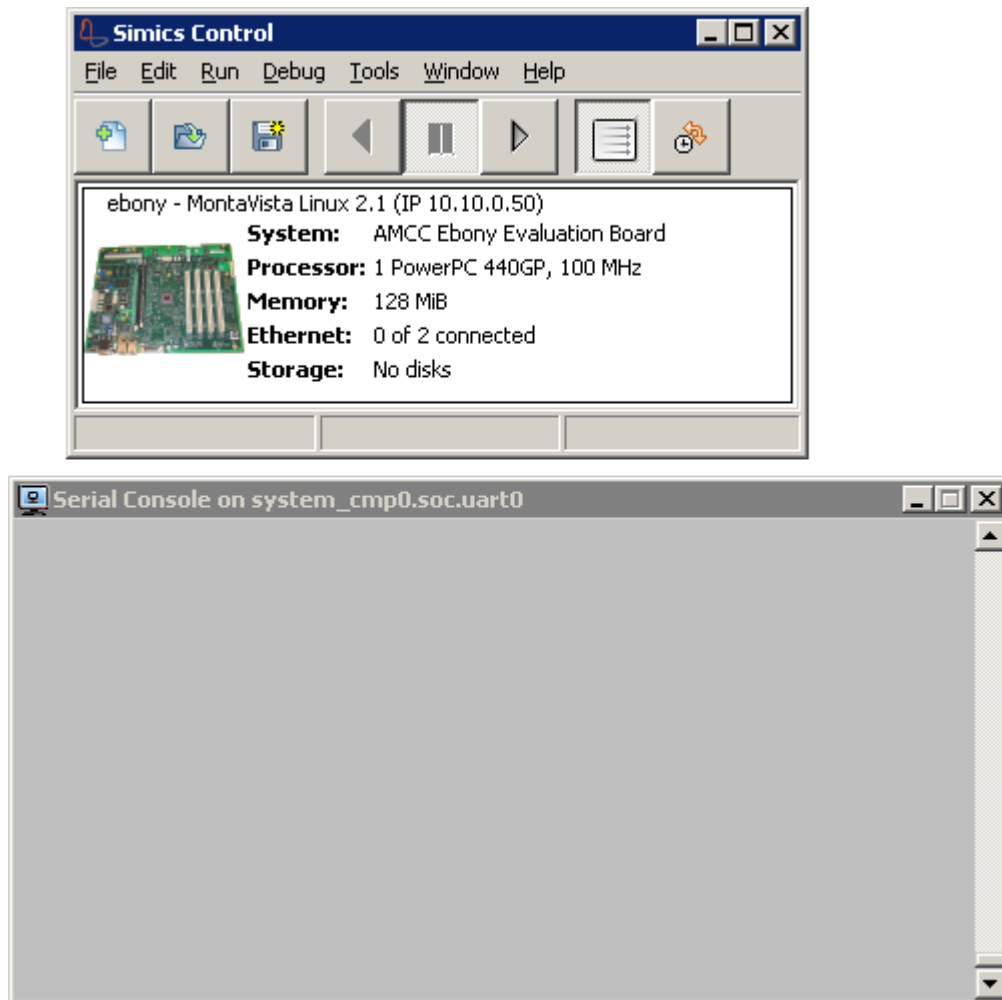 Simics Control
File Edit Run Debug Tools Window Help
ebony - MontaVista Linux 2.1 (IP 10.10.0.50)
System: AMCC Ebony Evaluation Board
Processor: 1 PowerPC 440GP, 100 MHz
Memory: 128 MiB
Ethernet: 0 of 2 connected
Storage: No disks
Serial Console on system_cmp0.soc.uart0